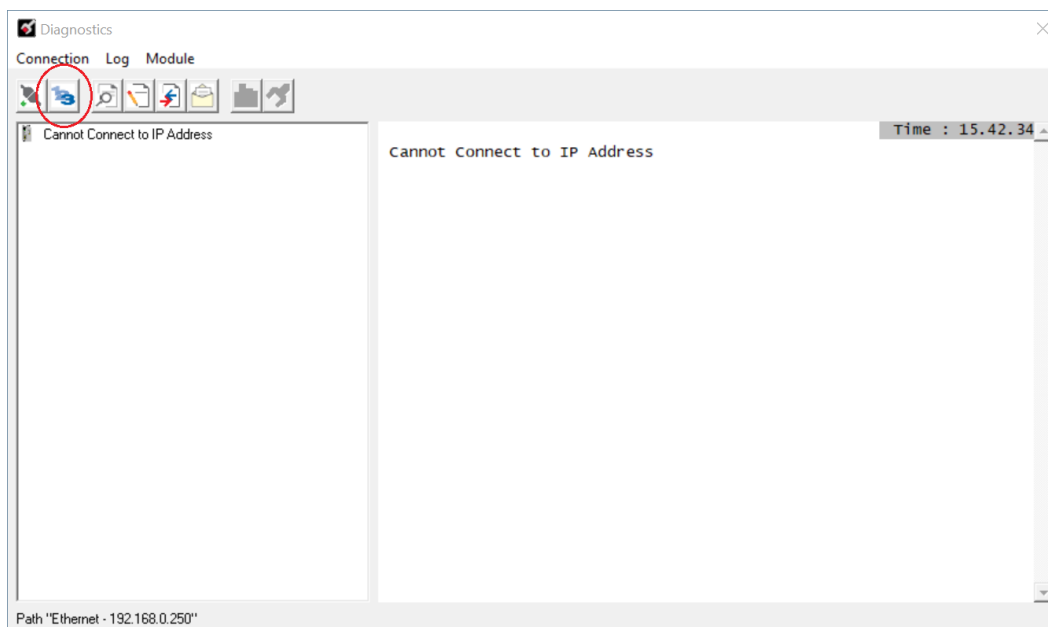 Diagnostics
Connection Log Module
Cannot Connect to IP Address
Time : 15.42.34
Cannot Connect to IP Address
Path "Ethernet - 192.168.0.250"